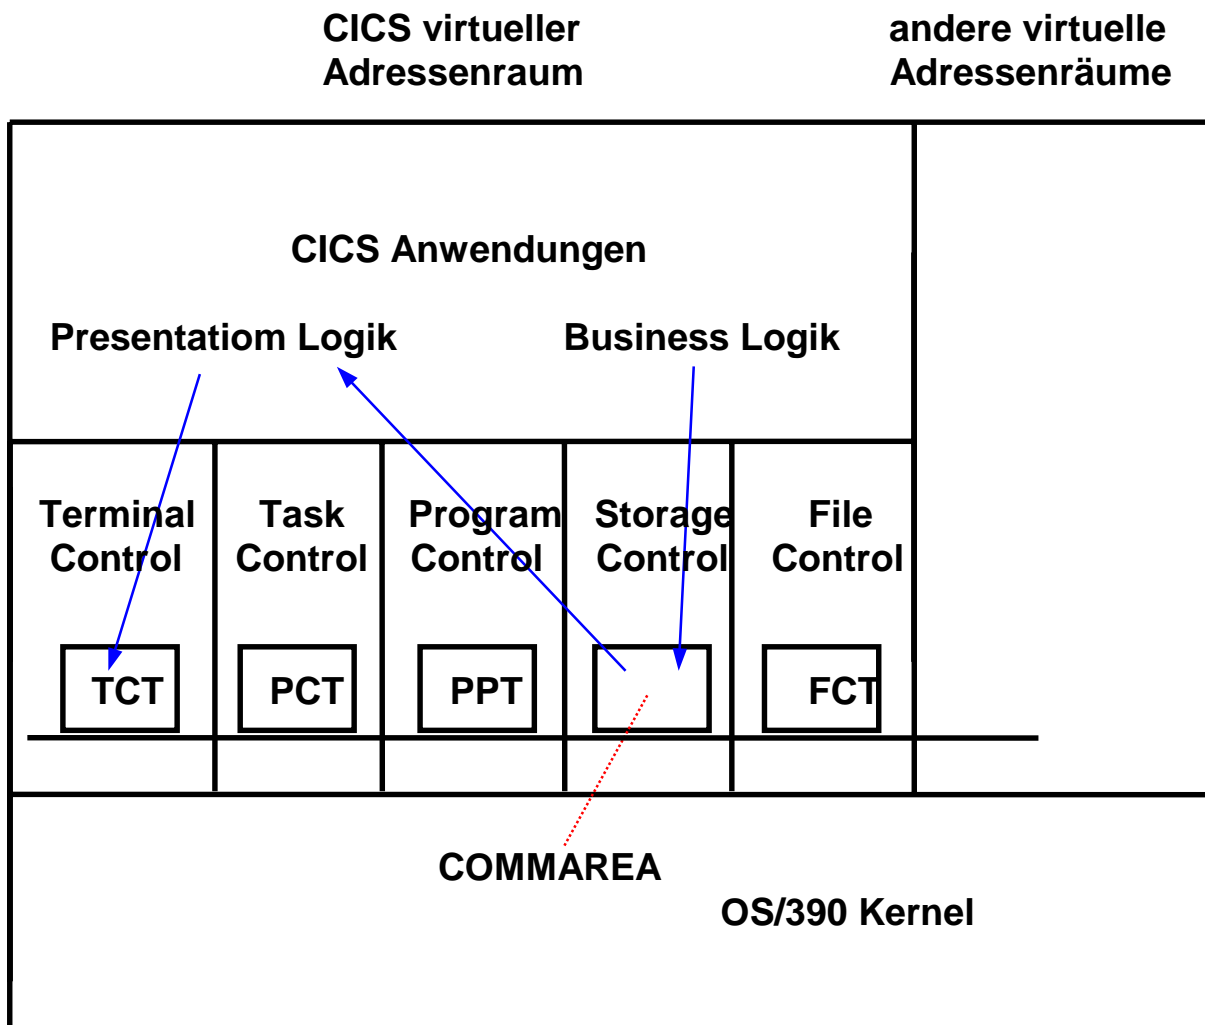 CICS virtueller
Adressenraum
andere virtuelle
Adressenräume
CICS Anwendungen
Presentatiom Logik
Business Logik
Terminal
Control
Task
Control
Program
Control
Storage
Control
File
Control
TCT
PCT
PPT
FCT
COMMAREA
OS/390 Kernel